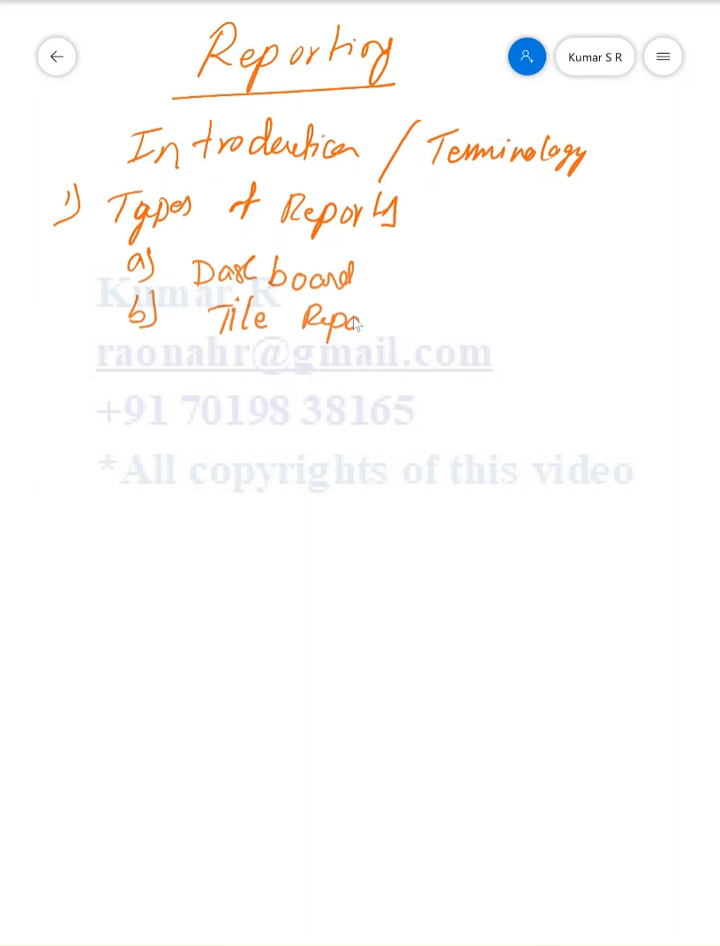 Reporting
Kumar S R
Introduction / Terminology
1) Types of Reports
a) Dashboard
Kumar R
b) Tile Repo
raonahr@gmail.com
+91 70198 38165
*All copyrights of this video